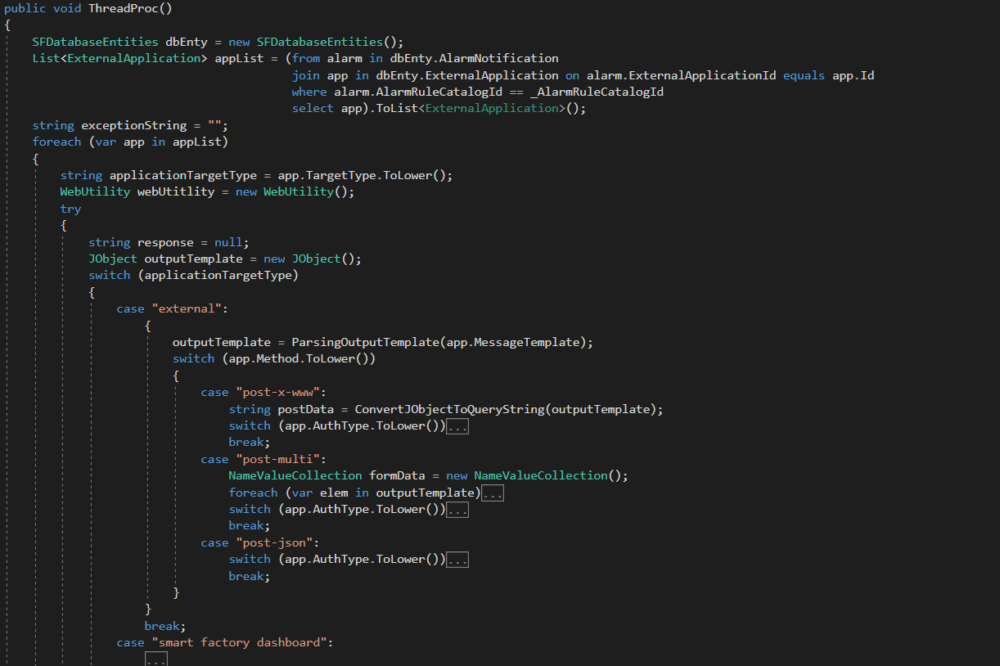 public void ThreadProc()
{
SFDatabaseEntities dbEnty = new SFDatabaseEntities();
List<ExternalApplication> appList = (from alarm in dbEnty.AlarmNotification
join app in dbEnty.ExternalApplication on alarm.ExternalApplicationId equals app.Id
where alarm.AlarmRuleCatalogId == _AlarmRuleCatalogId
select app).ToList<ExternalApplication>();
string exceptionString = "";
foreach (var app in appList)
{
string applicationTargetType = app.TargetType.ToLower();
WebUtility webUtitlity = new WebUtility();
try
{
string response = null;
JObject outputTemplate = new JObject();
switch (applicationTargetType)
{
case "external":
{
outputTemplate = ParsingOutputTemplate(app.MessageTemplate);
switch (app.Method.ToLower())
{
case "post-x-www":
string postData = ConvertJObjectToQueryString(outputTemplate);
switch (app.AuthType.ToLower())...
break;
case "post-multi":
NameValueCollection formData = new NameValueCollection();
foreach (var elem in outputTemplate)...
switch (app.AuthType.ToLower())...
break;
case "post-json":
switch (app.AuthType.ToLower())...
break;
}
}
break;
case "smart factory dashboard":
...